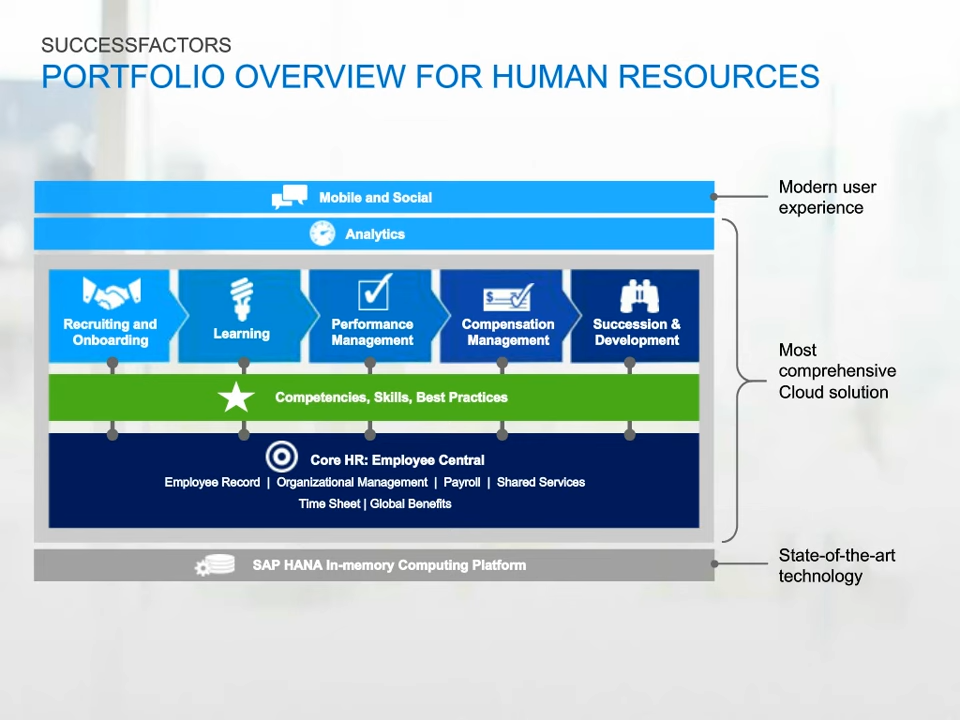 SUCCESSFACTORS
PORTFOLIO OVERVIEW FOR HUMAN RESOURCES
Mobile and Social
Modern user
experience
Analytics
Recruiting and
Onboarding
Learning
Performance
Management
$
Compensation
Management
Succession &
Development
Most
comprehensive
Cloud solution
Competencies, Skills, Best Practices
Core HR: Employee Central
Employee Record | Organizational Management | Payroll | Shared Services
Time Sheet | Global Benefits
SAP HANA In-memory Computing Platform
State-of-the-art
technology